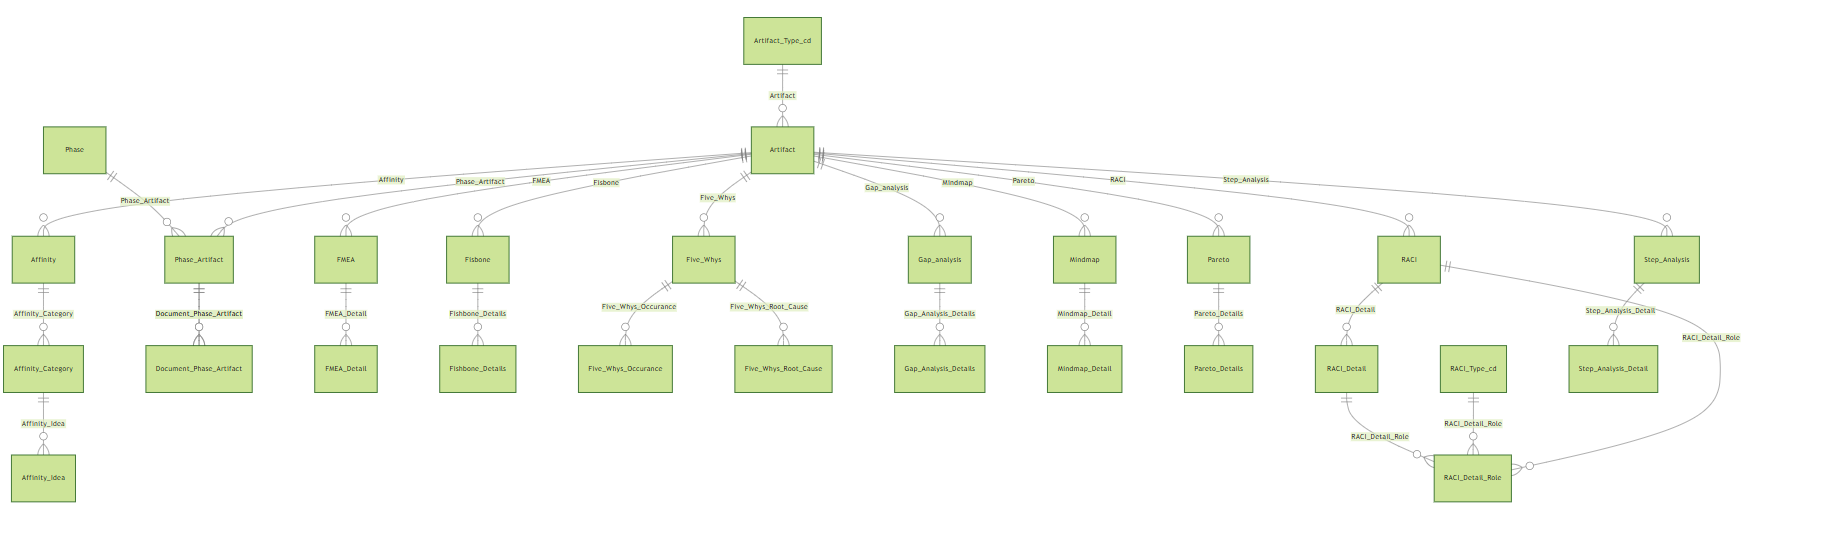 Artifact_Type_cd
Artifact
Phase
Artifact
Affinity
Phase_Artifact
FMEA
Fisbone
Five_Whys
Gap_analysis
Mindmap
Pareto
RACI
Step_Analysis
Phase_Artifact
Affinity
Phase_Artifact
FMEA
Fisbone
Five_Whys
Gap_analysis
Mindmap
Pareto
RACI
Step_Analysis
Affinity_Category
Document_Phase_Artifact
FMEA_Detail
Fishbone_Details
Five_Whys_Occurance
Five_Whys_Root_Cause
Gap_Analysis_Details
Mindmap_Detail
Pareto_Details
RACI_Detail
Step_Analysis_Detail
RACI_Detail_Role
Affinity_Category
Document_Phase_Artifact
FMEA_Detail
Fishbone_Details
Five_Whys_Occurance
Five_Whys_Root_Cause
Gap_Analysis_Details
Mindmap_Detail
Pareto_Details
RACI_Detail
RACI_Type_cd
Step_Analysis_Detail
Affinity_Idea
RACI_Detail_Role
RACI_Detail_Role
Affinity_Idea
RACI_Detail_Role